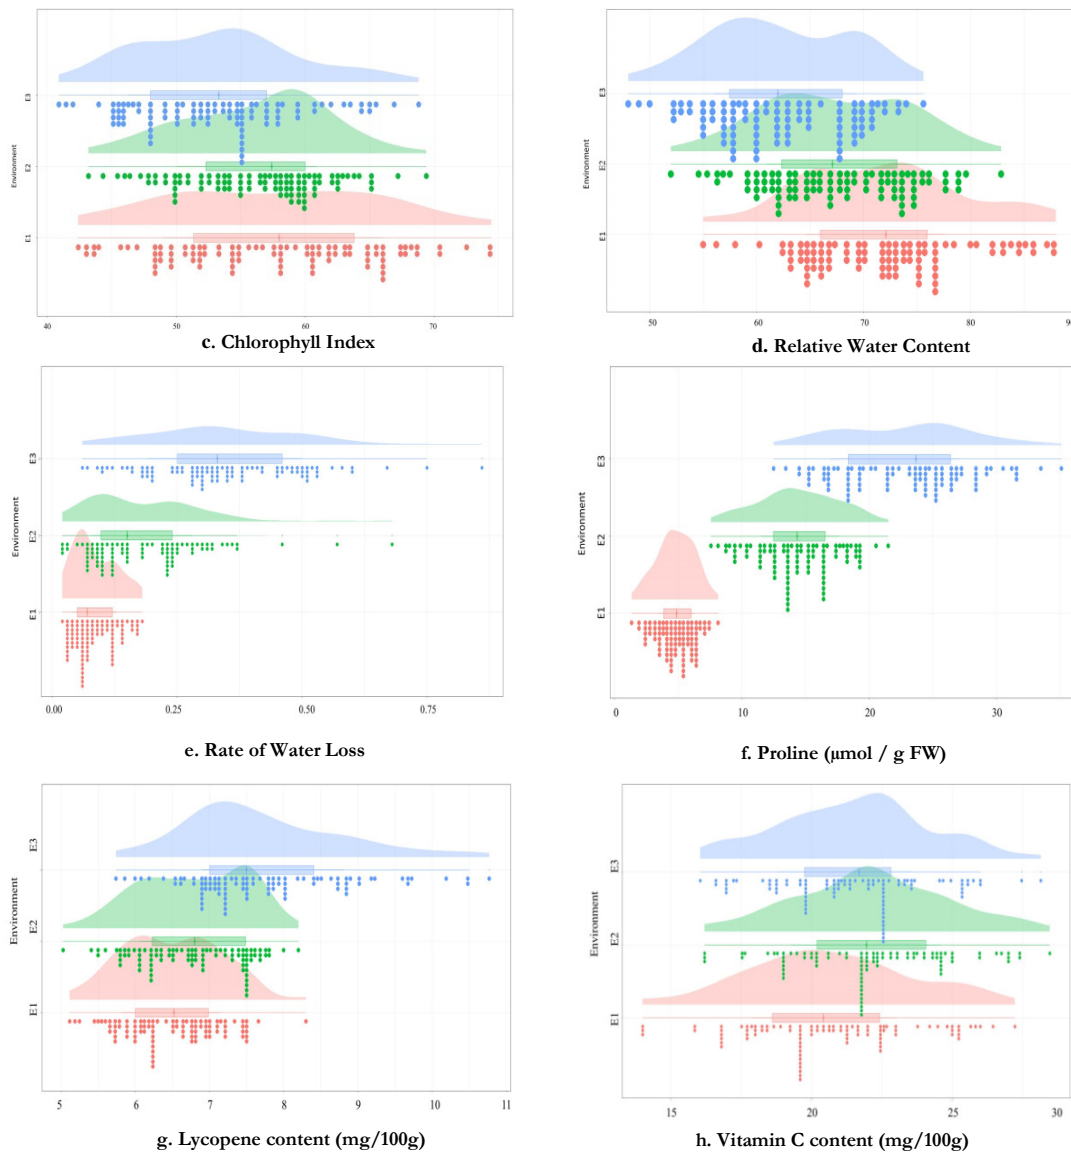 Environment
E3
E2
E1
40 50 60 70
c. Chlorophyll Index
Environment
E3
E2
E1
50 60 70 80 90
d. Relative Water Content
Environment
E3
E2
E1
0.00 0.25 0.50 0.75
e. Rate of Water Loss
Environment
E3
E2
E1
0 10 20 30
f. Proline (µmol / g FW)
Environment
E3
E2
E1
5 6 7 8 9 10 11
g. Lycopene content (mg/100g)
Environment
E3
E2
E1
15 20 25 30
h. Vitamin C content (mg/100g)